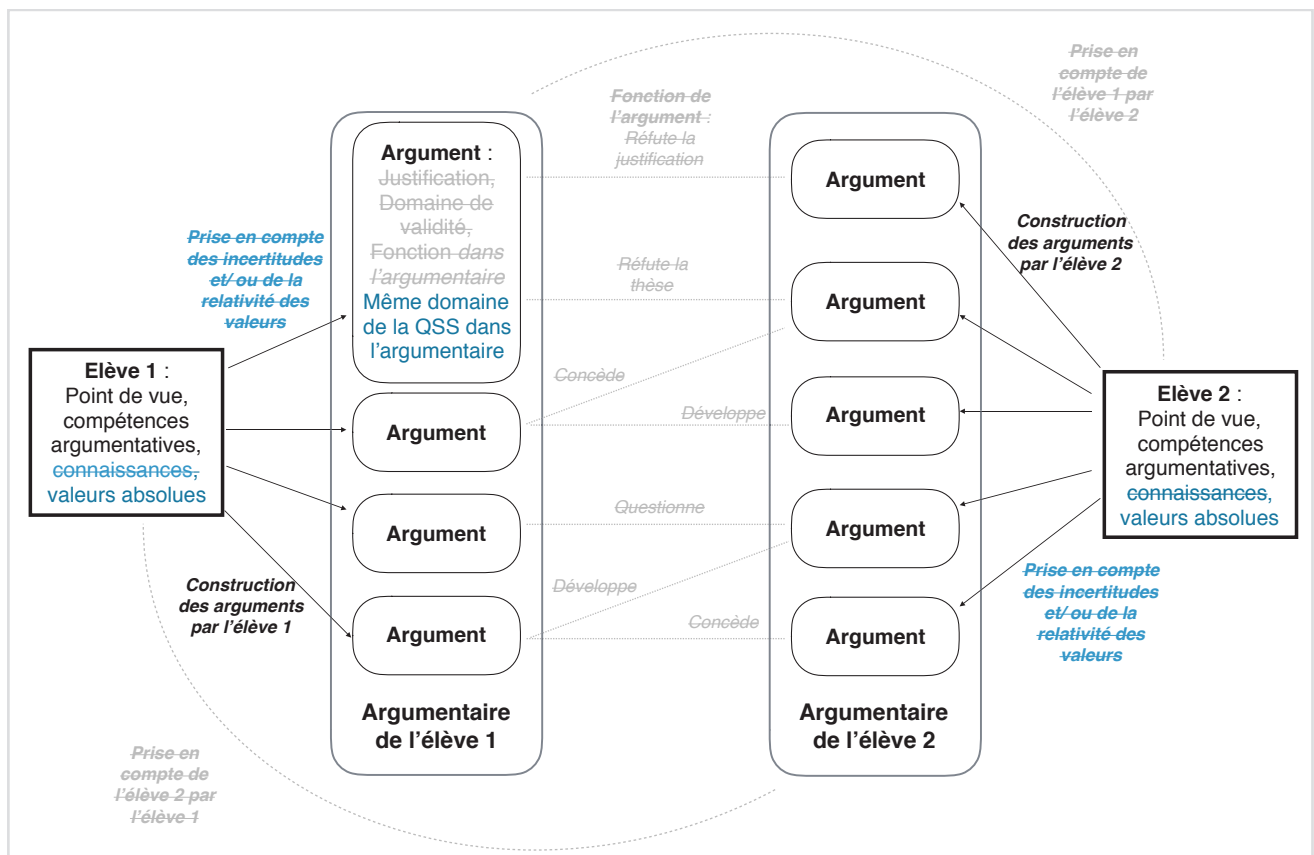 Prise en
compte de
l'élève 1 par
l'élève 2
Fonction de
l'argument :
Réfute la
justification
Argument :
Justification,
Domaine de
validité,
Fonction dans
l'argumentaire
Même domaine
de la QSS dans
l'argumentaire
Argument
Prise en compte
des incertitudes
et/ ou de la
relativité des
valeurs
Construction
des arguments
par l'élève 2
Réfute la
thèse
Argument
Elève 1 :
Point de vue,
compétences
argumentatives,
connaissances,
valeurs absolues
Concède
Développe
Argument
Argument
Elève 2 :
Point de vue,
compétences
argumentatives,
connaissances,
valeurs absolues
Argument
Questionne
Argument
Construction
des arguments
par l'élève 1
Développe
Prise en compte
des incertitudes
et/ ou de la
relativité des
valeurs
Argument
Concède
Argument
Argumentaire
de l'élève 1
Argumentaire
de l'élève 2
Prise en
compte de
l'élève 2 par
l'élève 1